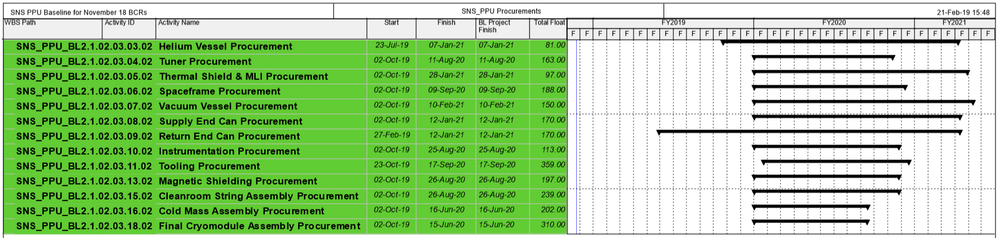 SNS PPU Baseline for November 18 BCRs SNS_PPU Procurements 21-Feb-19 15:48
WBS Path Activity ID Activity Name Start Finish BL Project Finish Total Float FY2019 FY2020 FY2021
F F F F F F F F F F F F F F F F F F F F F F F F F F F F F F F F
SNS_PPU_BL2.1.02.03.03.02 Helium Vessel Procurement 23-Jul-19 07-Jan-21 07-Jan-21 81.00
SNS_PPU_BL2.1.02.03.04.02 Tuner Procurement 02-Oct-19 11-Aug-20 11-Aug-20 163.00
SNS_PPU_BL2.1.02.03.05.02 Thermal Shield & MLI Procurement 02-Oct-19 28-Jan-21 28-Jan-21 97.00
SNS_PPU_BL2.1.02.03.06.02 Spaceframe Procurement 02-Oct-19 09-Sep-20 09-Sep-20 188.00
SNS_PPU_BL2.1.02.03.07.02 Vacuum Vessel Procurement 02-Oct-19 10-Feb-21 10-Feb-21 150.00
SNS_PPU_BL2.1.02.03.08.02 Supply End Can Procurement 02-Oct-19 12-Jan-21 12-Jan-21 170.00
SNS_PPU_BL2.1.02.03.09.02 Return End Can Procurement 27-Feb-19 12-Jan-21 12-Jan-21 170.00
SNS_PPU_BL2.1.02.03.10.02 Instrumentation Procurement 02-Oct-19 25-Aug-20 25-Aug-20 113.00
SNS_PPU_BL2.1.02.03.11.02 Tooling Procurement 23-Oct-19 17-Sep-20 17-Sep-20 359.00
SNS_PPU_BL2.1.02.03.13.02 Magnetic Shielding Procurement 02-Oct-19 26-Aug-20 26-Aug-20 197.00
SNS_PPU_BL2.1.02.03.15.02 Cleanroom String Assembly Procurement 02-Oct-19 26-Aug-20 26-Aug-20 239.00
SNS_PPU_BL2.1.02.03.16.02 Cold Mass Assembly Procurement 02-Oct-19 16-Jun-20 16-Jun-20 202.00
SNS_PPU_BL2.1.02.03.18.02 Final Cryomodule Assembly Procurement 02-Oct-19 15-Jun-20 15-Jun-20 310.00